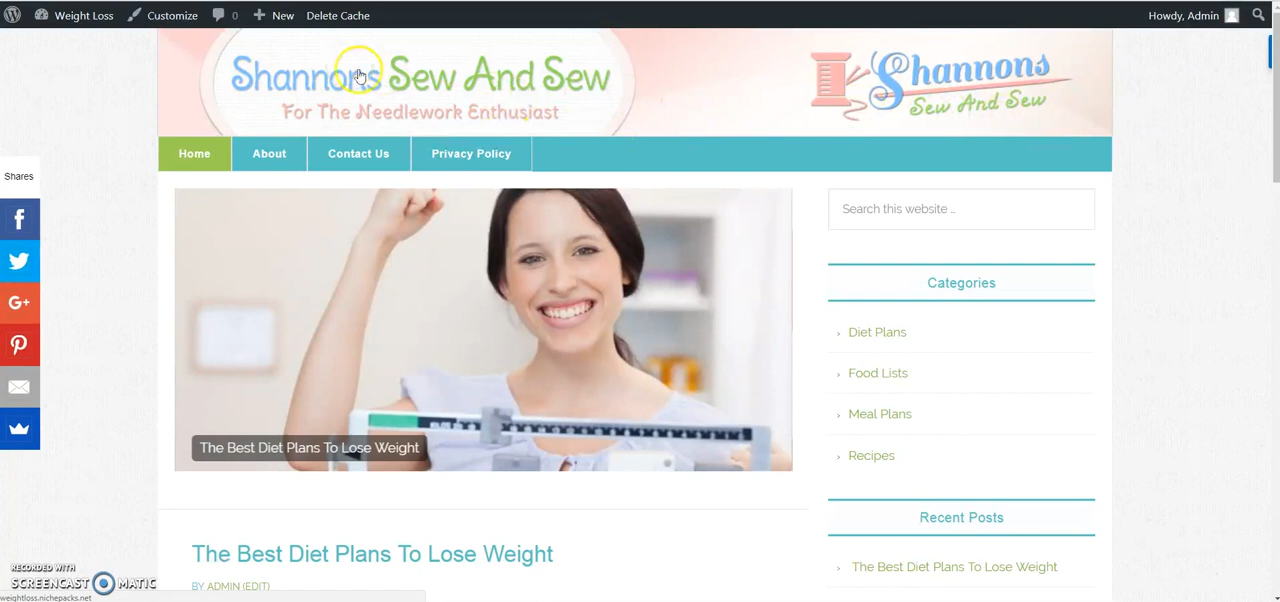 Weight Loss
Customize
0
New
Delete Cache
Howdy, Admin
Shannons Sew And Sew
For The Needlework Enthusiast
Shannons
Sew And Sew
Home
About
Contact Us
Privacy Policy
Shares
Search this website ...
Categories
Diet Plans
Food Lists
Meal Plans
Recipes
The Best Diet Plans To Lose Weight
Recent Posts
The Best Diet Plans To Lose Weight
The Best Diet Plans To Lose Weight
BY ADMIN (EDIT)
RECORDED WITH
SCREENCAST MATIC
weightloss.nichepacks.net